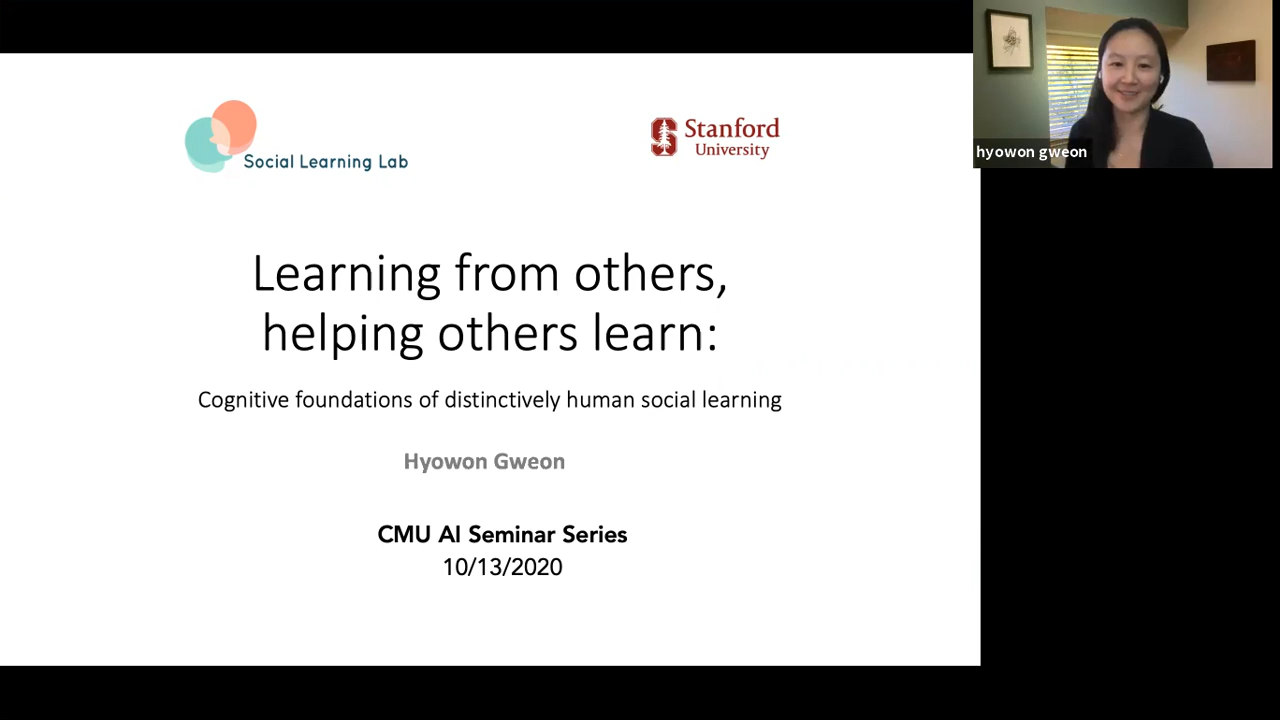 Social Learning Lab
Stanford
University
hyowon gweon
Learning from others,
helping others learn:
Cognitive foundations of distinctively human social learning
Hyowon Gweon
CMU AI Seminar Series
10/13/2020